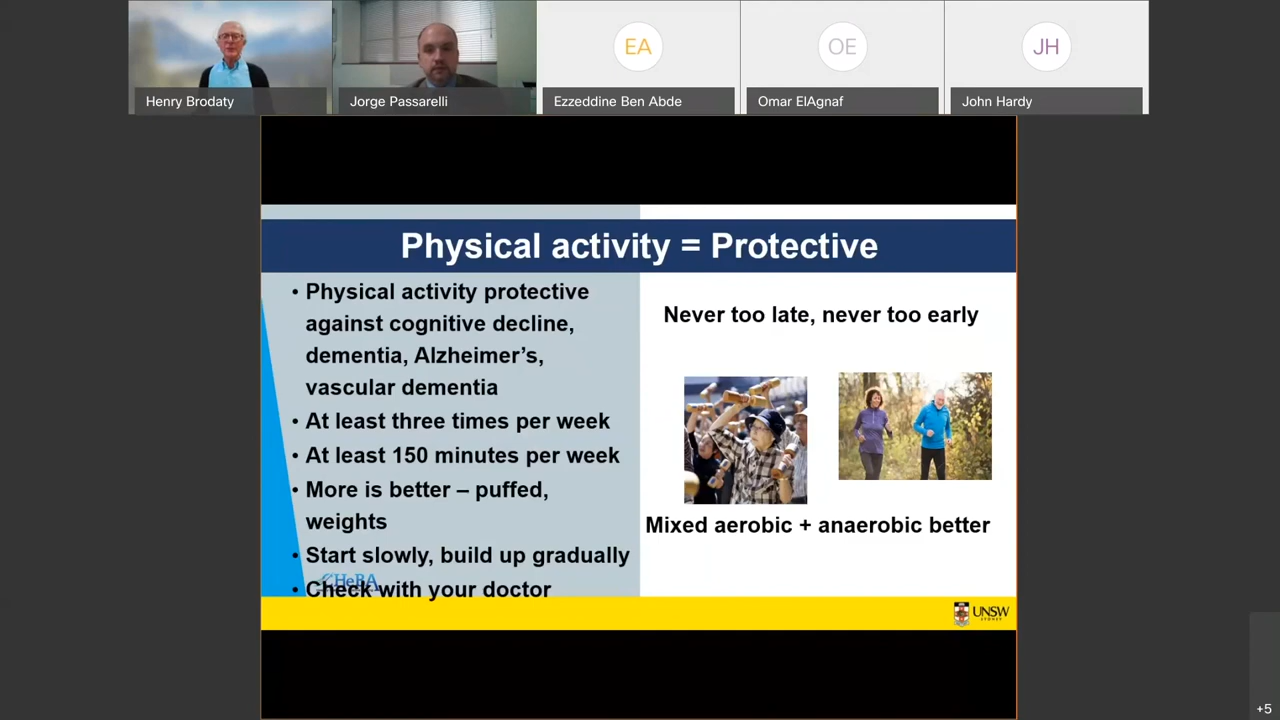 EA
OE
JH
Henry Brodaty
Jorge Passarelli
Ezzeddine Ben Abde
Omar ElAgnaf
John Hardy
Physical activity = Protective
• Physical activity protective
against cognitive decline,
dementia, Alzheimer's,
vascular dementia
• At least three times per week
• At least 150 minutes per week
• More is better – puffed,
weights
• Start slowly, build up gradually
• Check with your doctor
CHeBA
Never too late, never too early
Mixed aerobic + anaerobic better
UNSW
SYDNEY
+5